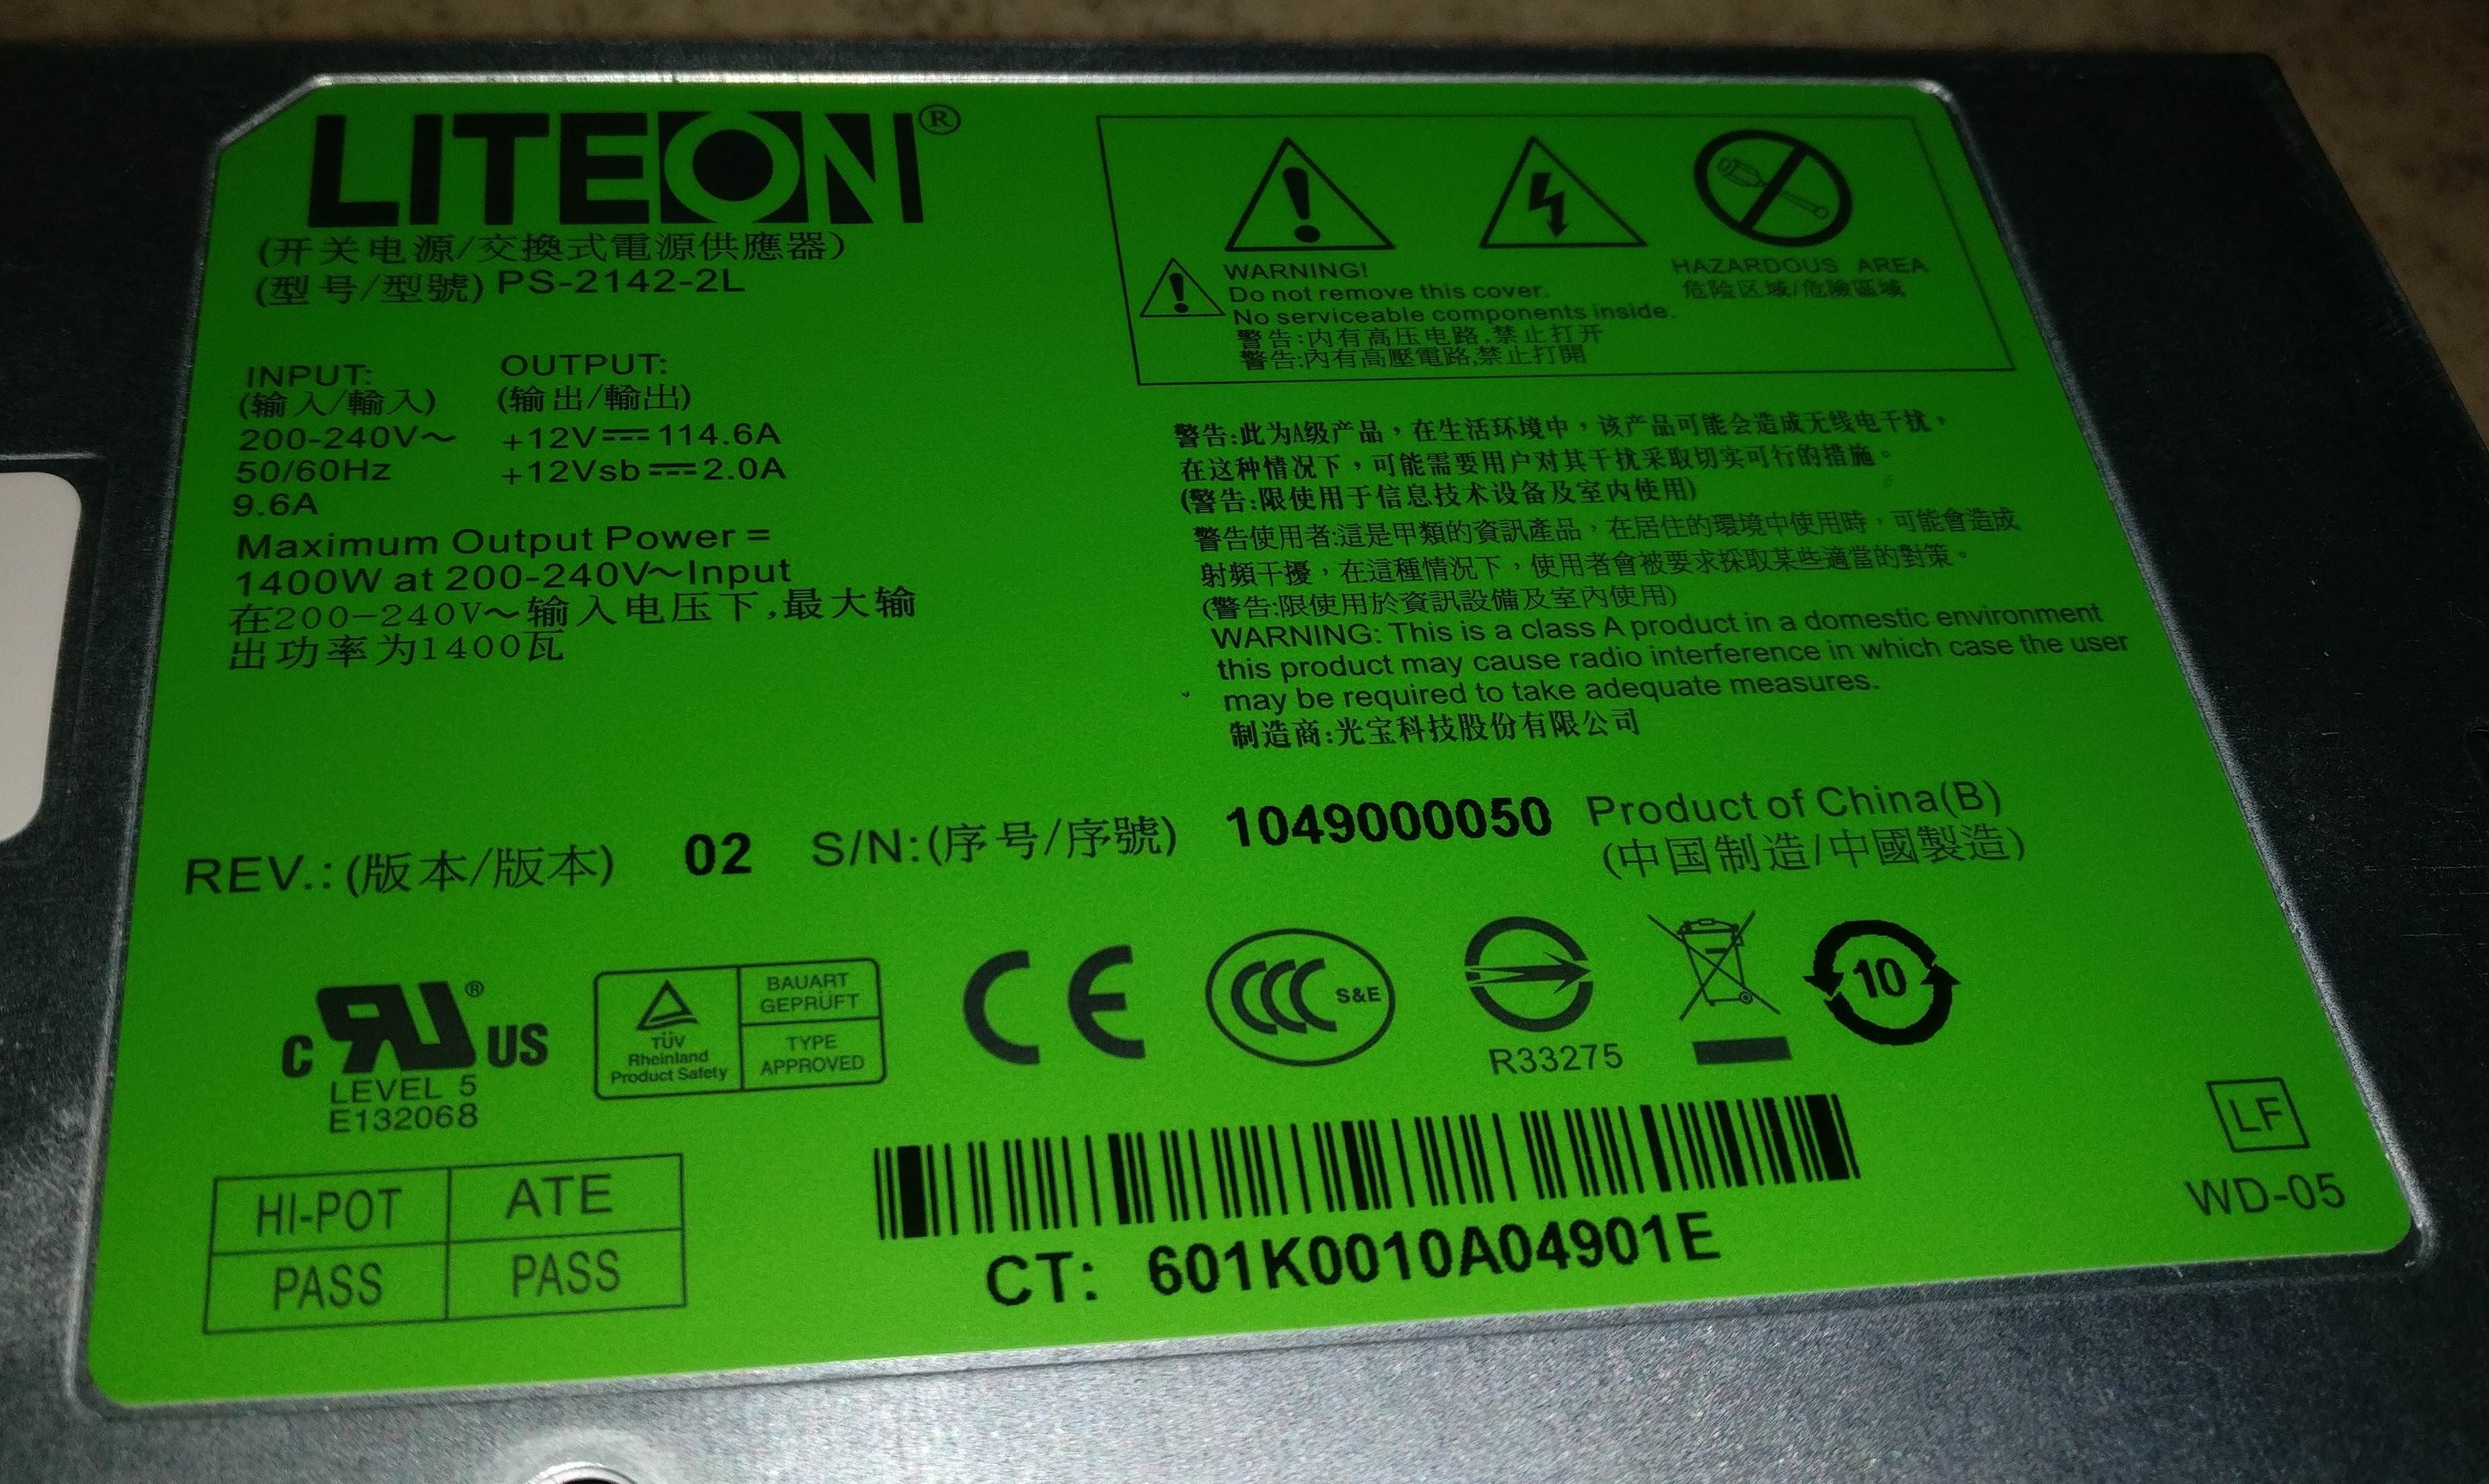 LITEON®
(开关电源/交換式電源供應器)
(型号/型號) PS-2142-2L
INPUT:
(输入/輸入)
200-240V～
50/60Hz
9.6A
OUTPUT:
(输出/輸出)
+12V⎓114.6A
+12Vsb⎓2.0A
Maximum Output Power =
1400W at 200-240V～Input
在200-240V～输入电压下,最大输
出功率为1400瓦
HAZARDOUS AREA
危险区域/危險區域
WARNING!
Do not remove this cover.
No serviceable components inside.
警告:内有高压电路,禁止打开
警告:內有高壓電路,禁止打開
警告:此为A级产品，在生活环境中，该产品可能会造成无线电干扰，
在这种情况下，可能需要用户对其干扰采取切实可行的措施。
(警告:限使用于信息技术设备及室内使用)
警告使用者:這是甲類的資訊產品，在居住的環境中使用時，可能會造成
射頻干擾，在這種情況下，使用者會被要求採取某些適當的對策。
(警告:限使用於資訊設備及室內使用)
WARNING: This is a class A product in a domestic environment
this product may cause radio interference in which case the user
may be required to take adequate measures.
制造商:光宝科技股份有限公司
REV.:(版本/版本) 02 S/N:(序号/序號) 1049000050 Product of China(B)
(中国制造/中國製造)
C RU® US
LEVEL 5
E132068
TÜV
Rheinland
Product Safety
BAUART
GEPRÜFT
TYPE
APPROVED
CE
CCC S&E
R33275
10
LF
WD-05
HI-POT ATE
PASS PASS
CT: 601K0010A04901E